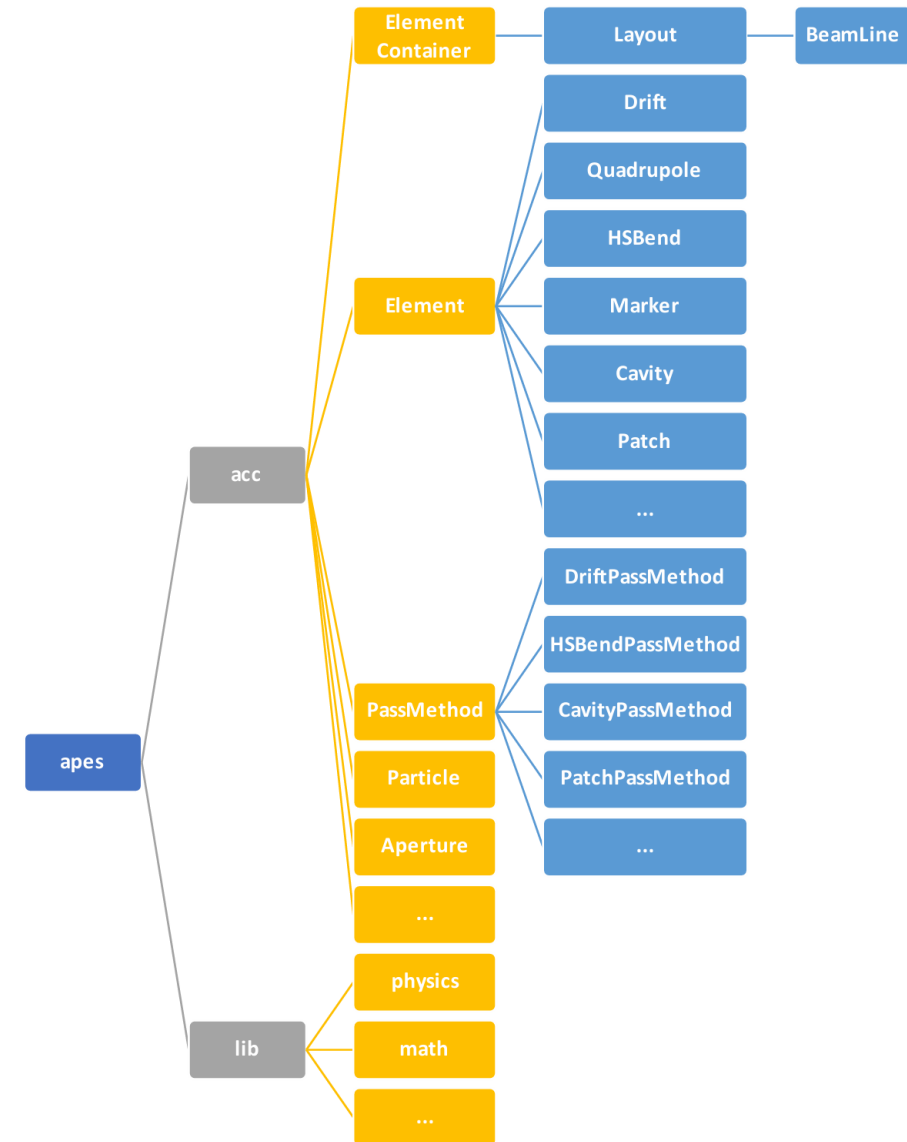 Element
Container
Layout
BeamLine
Drift
Quadrupole
HSBend
Element
Marker
Cavity
Patch
acc
...
DriftPassMethod
HSBendPassMethod
PassMethod
CavityPassMethod
apes
Particle
PatchPassMethod
Aperture
...
...
physics
lib
math
...